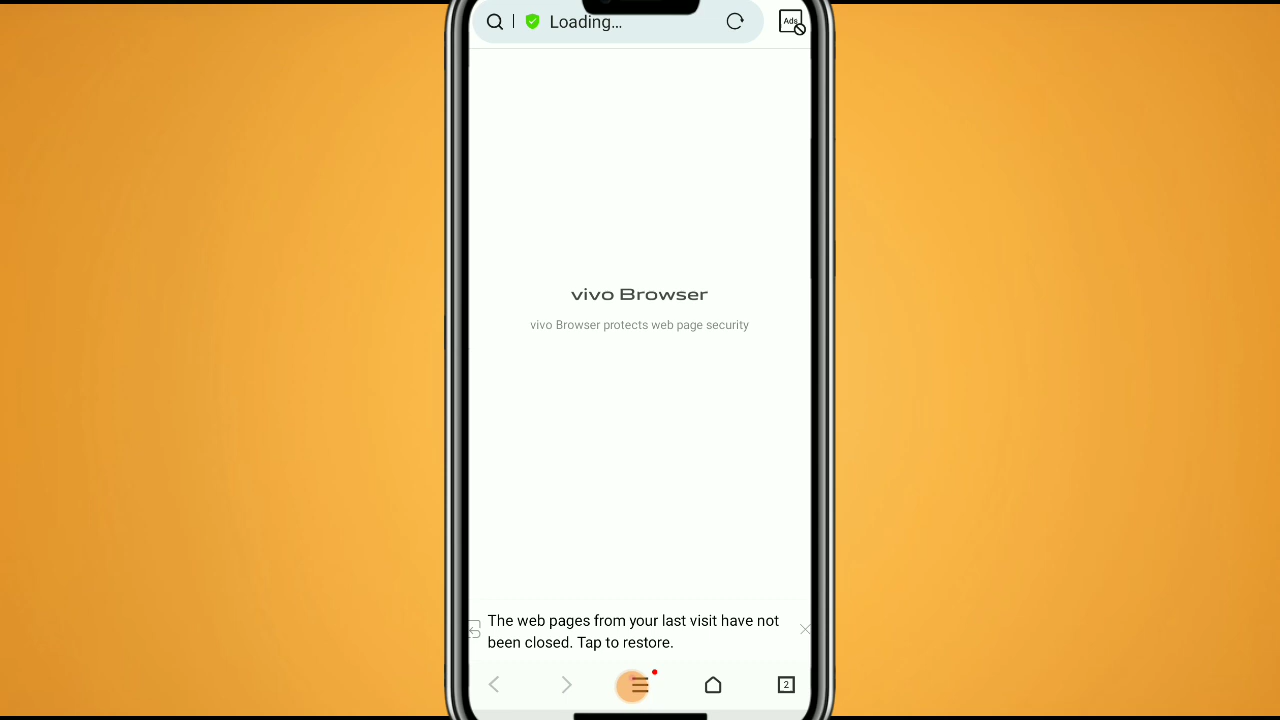 Loading...
Ads
vivo Browser
vivo Browser protects web page security
The web pages from your last visit have not
been closed. Tap to restore.
2